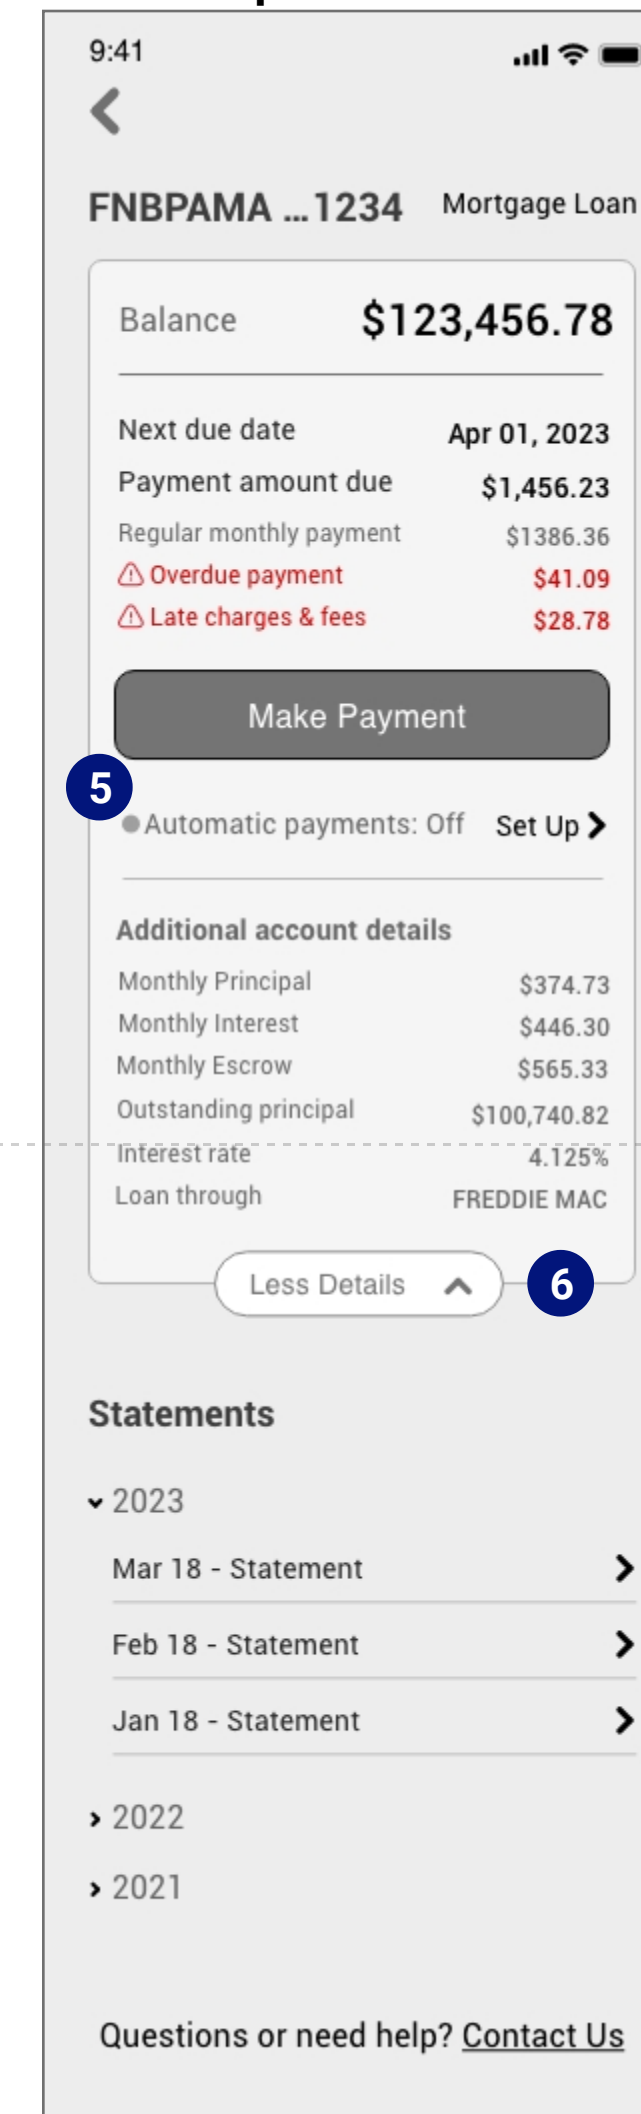 9:41
FNBPAMA ...1234 Mortgage Loan
Balance $123,456.78
Next due date Apr 01, 2023
Payment amount due $1,456.23
Regular monthly payment $1386.36
Overdue payment $41.09
Late charges & fees $28.78
Make Payment
5
Automatic payments: Off Set Up
Additional account details
Monthly Principal $374.73
Monthly Interest $446.30
Monthly Escrow $565.33
Outstanding principal $100,740.82
Interest rate 4.125%
Loan through FREDDIE MAC
Less Details 6
Statements
2023
Mar 18 - Statement
Feb 18 - Statement
Jan 18 - Statement
2022
2021
Questions or need help? Contact Us